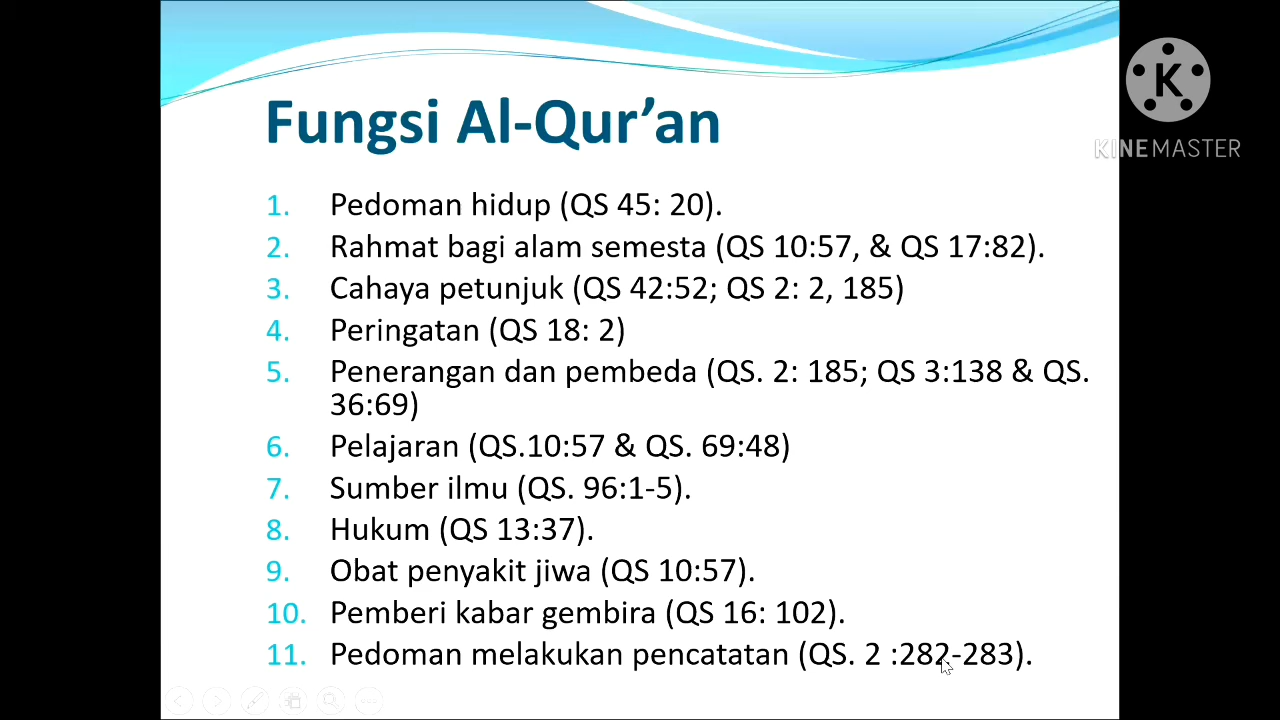 Fungsi Al-Qur’an
K
KINEMASTER
1. Pedoman hidup (QS 45: 20).
2. Rahmat bagi alam semesta (QS 10:57, & QS 17:82).
3. Cahaya petunjuk (QS 42:52; QS 2: 2, 185)
4. Peringatan (QS 18: 2)
5. Penerangan dan pembeda (QS. 2: 185; QS 3:138 & QS.
36:69)
6. Pelajaran (QS.10:57 & QS. 69:48)
7. Sumber ilmu (QS. 96:1-5).
8. Hukum (QS 13:37).
9. Obat penyakit jiwa (QS 10:57).
10. Pemberi kabar gembira (QS 16: 102).
11. Pedoman melakukan pencatatan (QS. 2 :282-283).